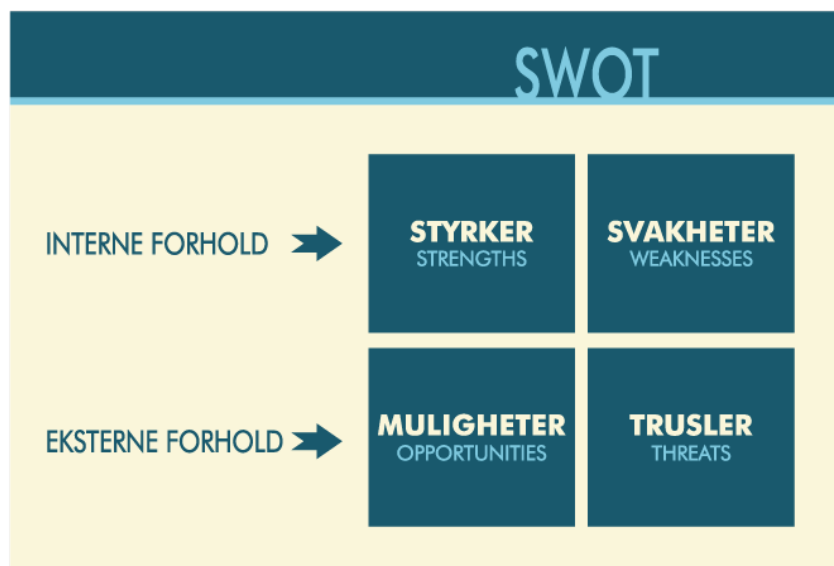 SWOT
INTERNE FORHOLD
STYRKER
STRENGTHS
SVAKHETER
WEAKNESSES
EKSTERNE FORHOLD
MULIGHETER
OPPORTUNITIES
TRUSLER
THREATS